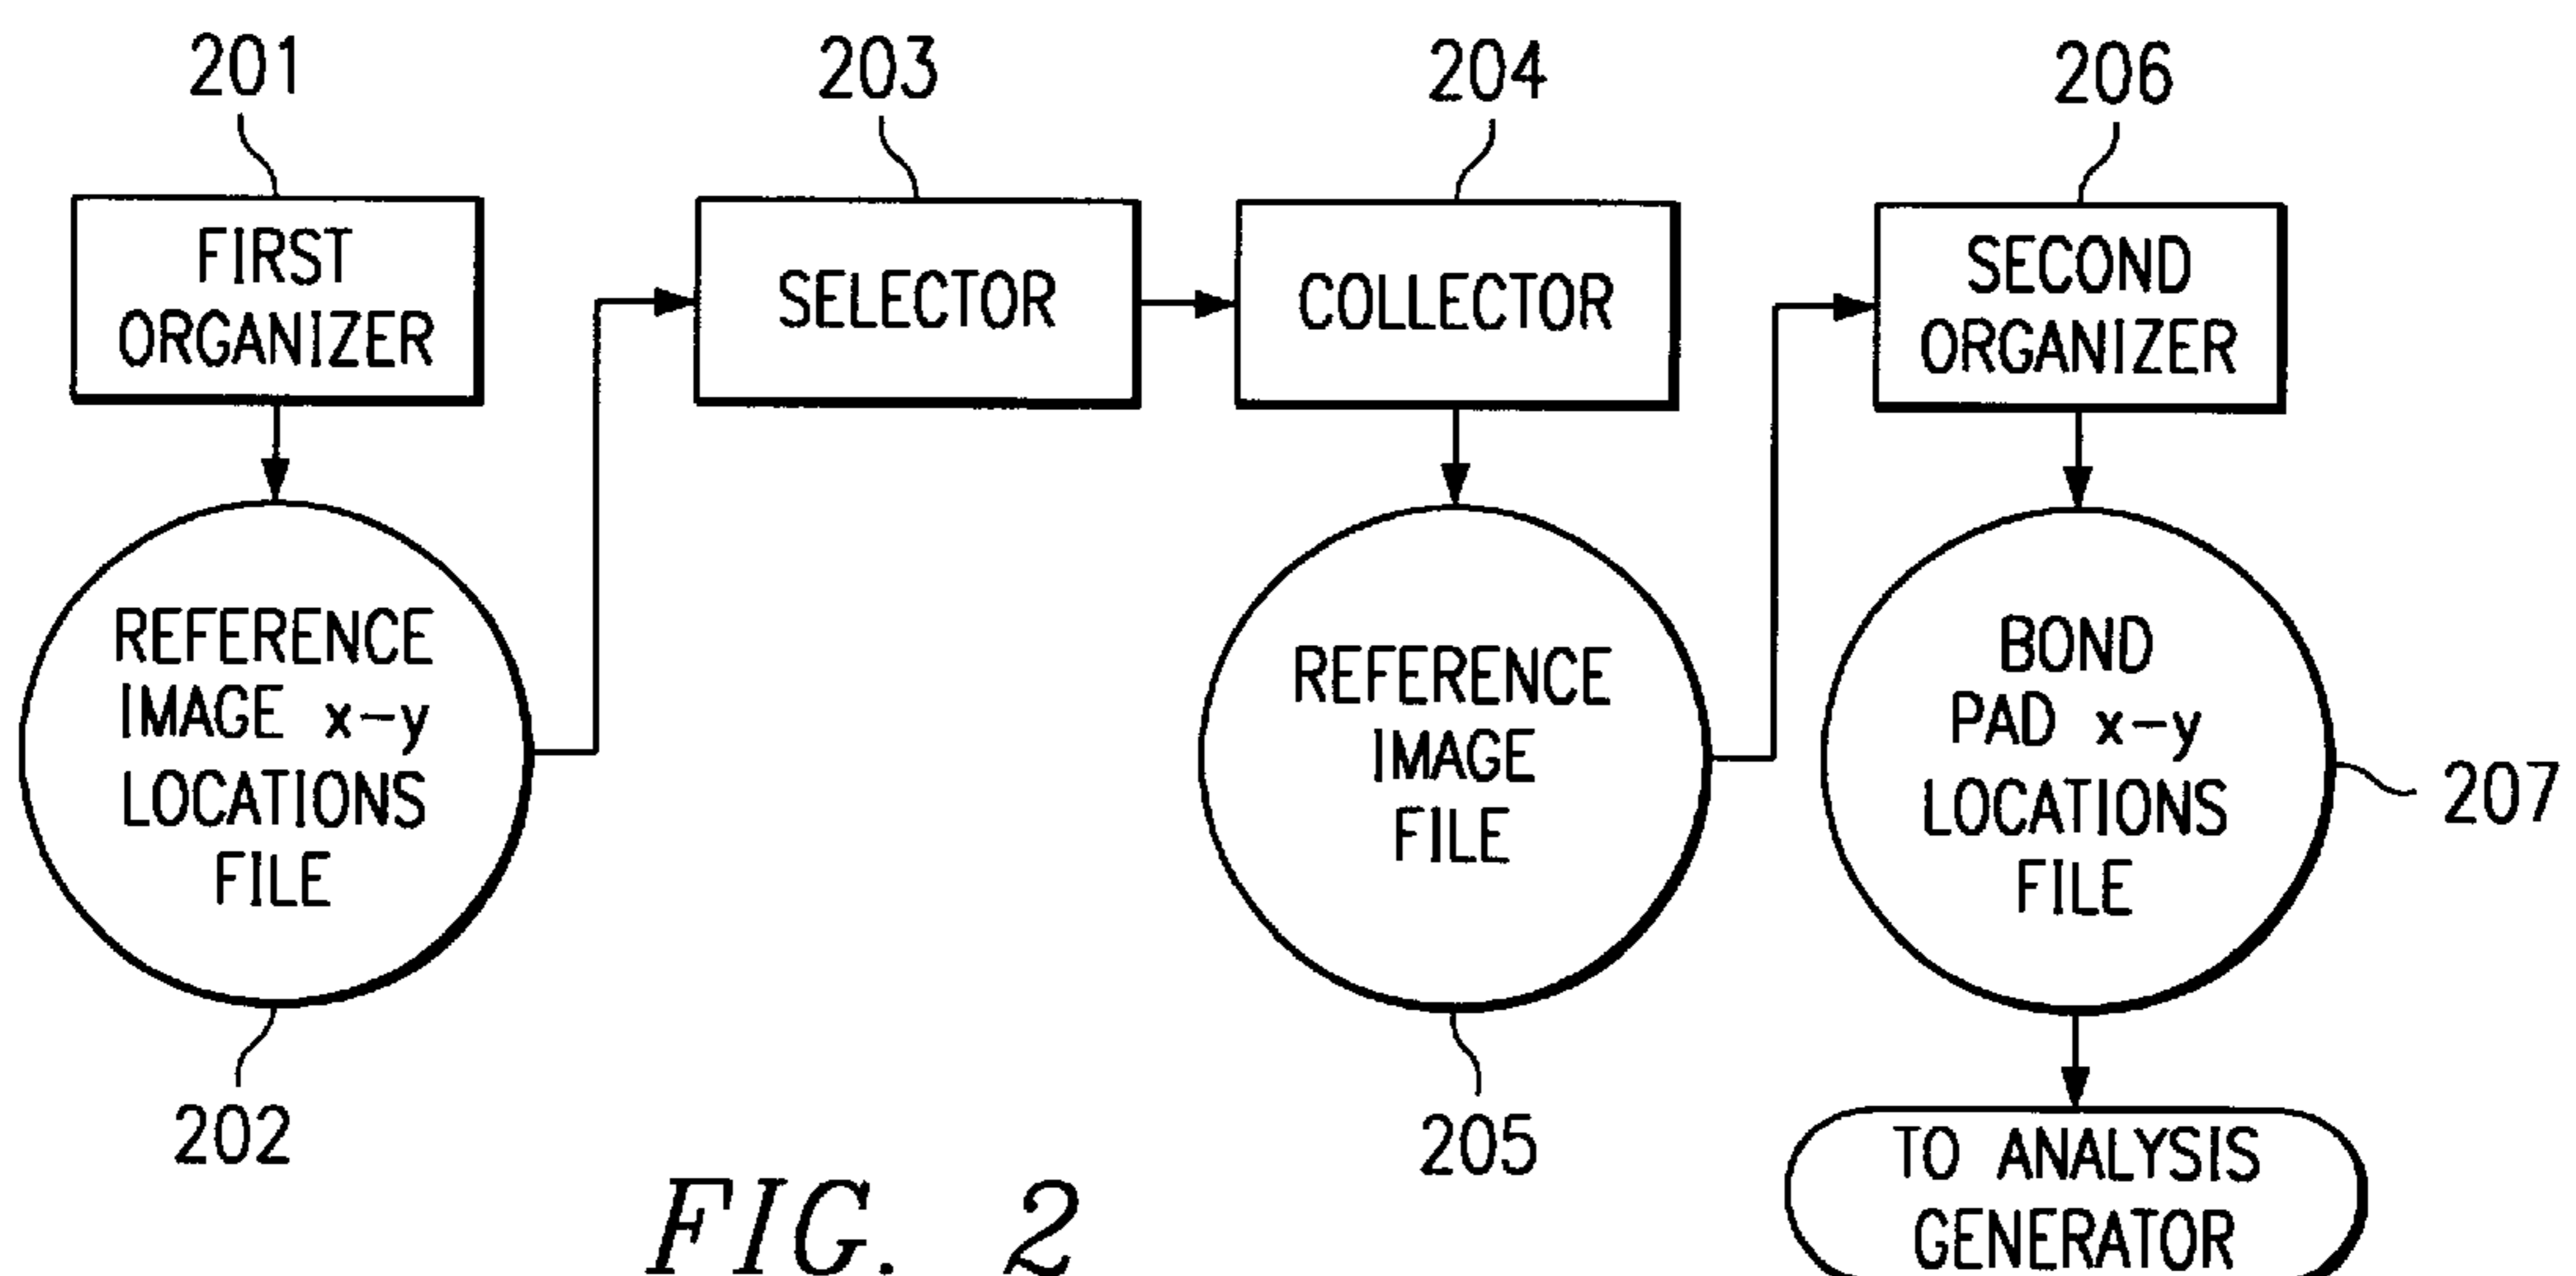 201
203
204
206
FIRST
ORGANIZER
SELECTOR
COLLECTOR
SECOND
ORGANIZER
REFERENCE
IMAGE x-y
LOCATIONS
FILE
REFERENCE
IMAGE
FILE
BOND
PAD x-y
LOCATIONS
FILE
207
202
205
TO ANALYSIS
GENERATOR
FIG. 2